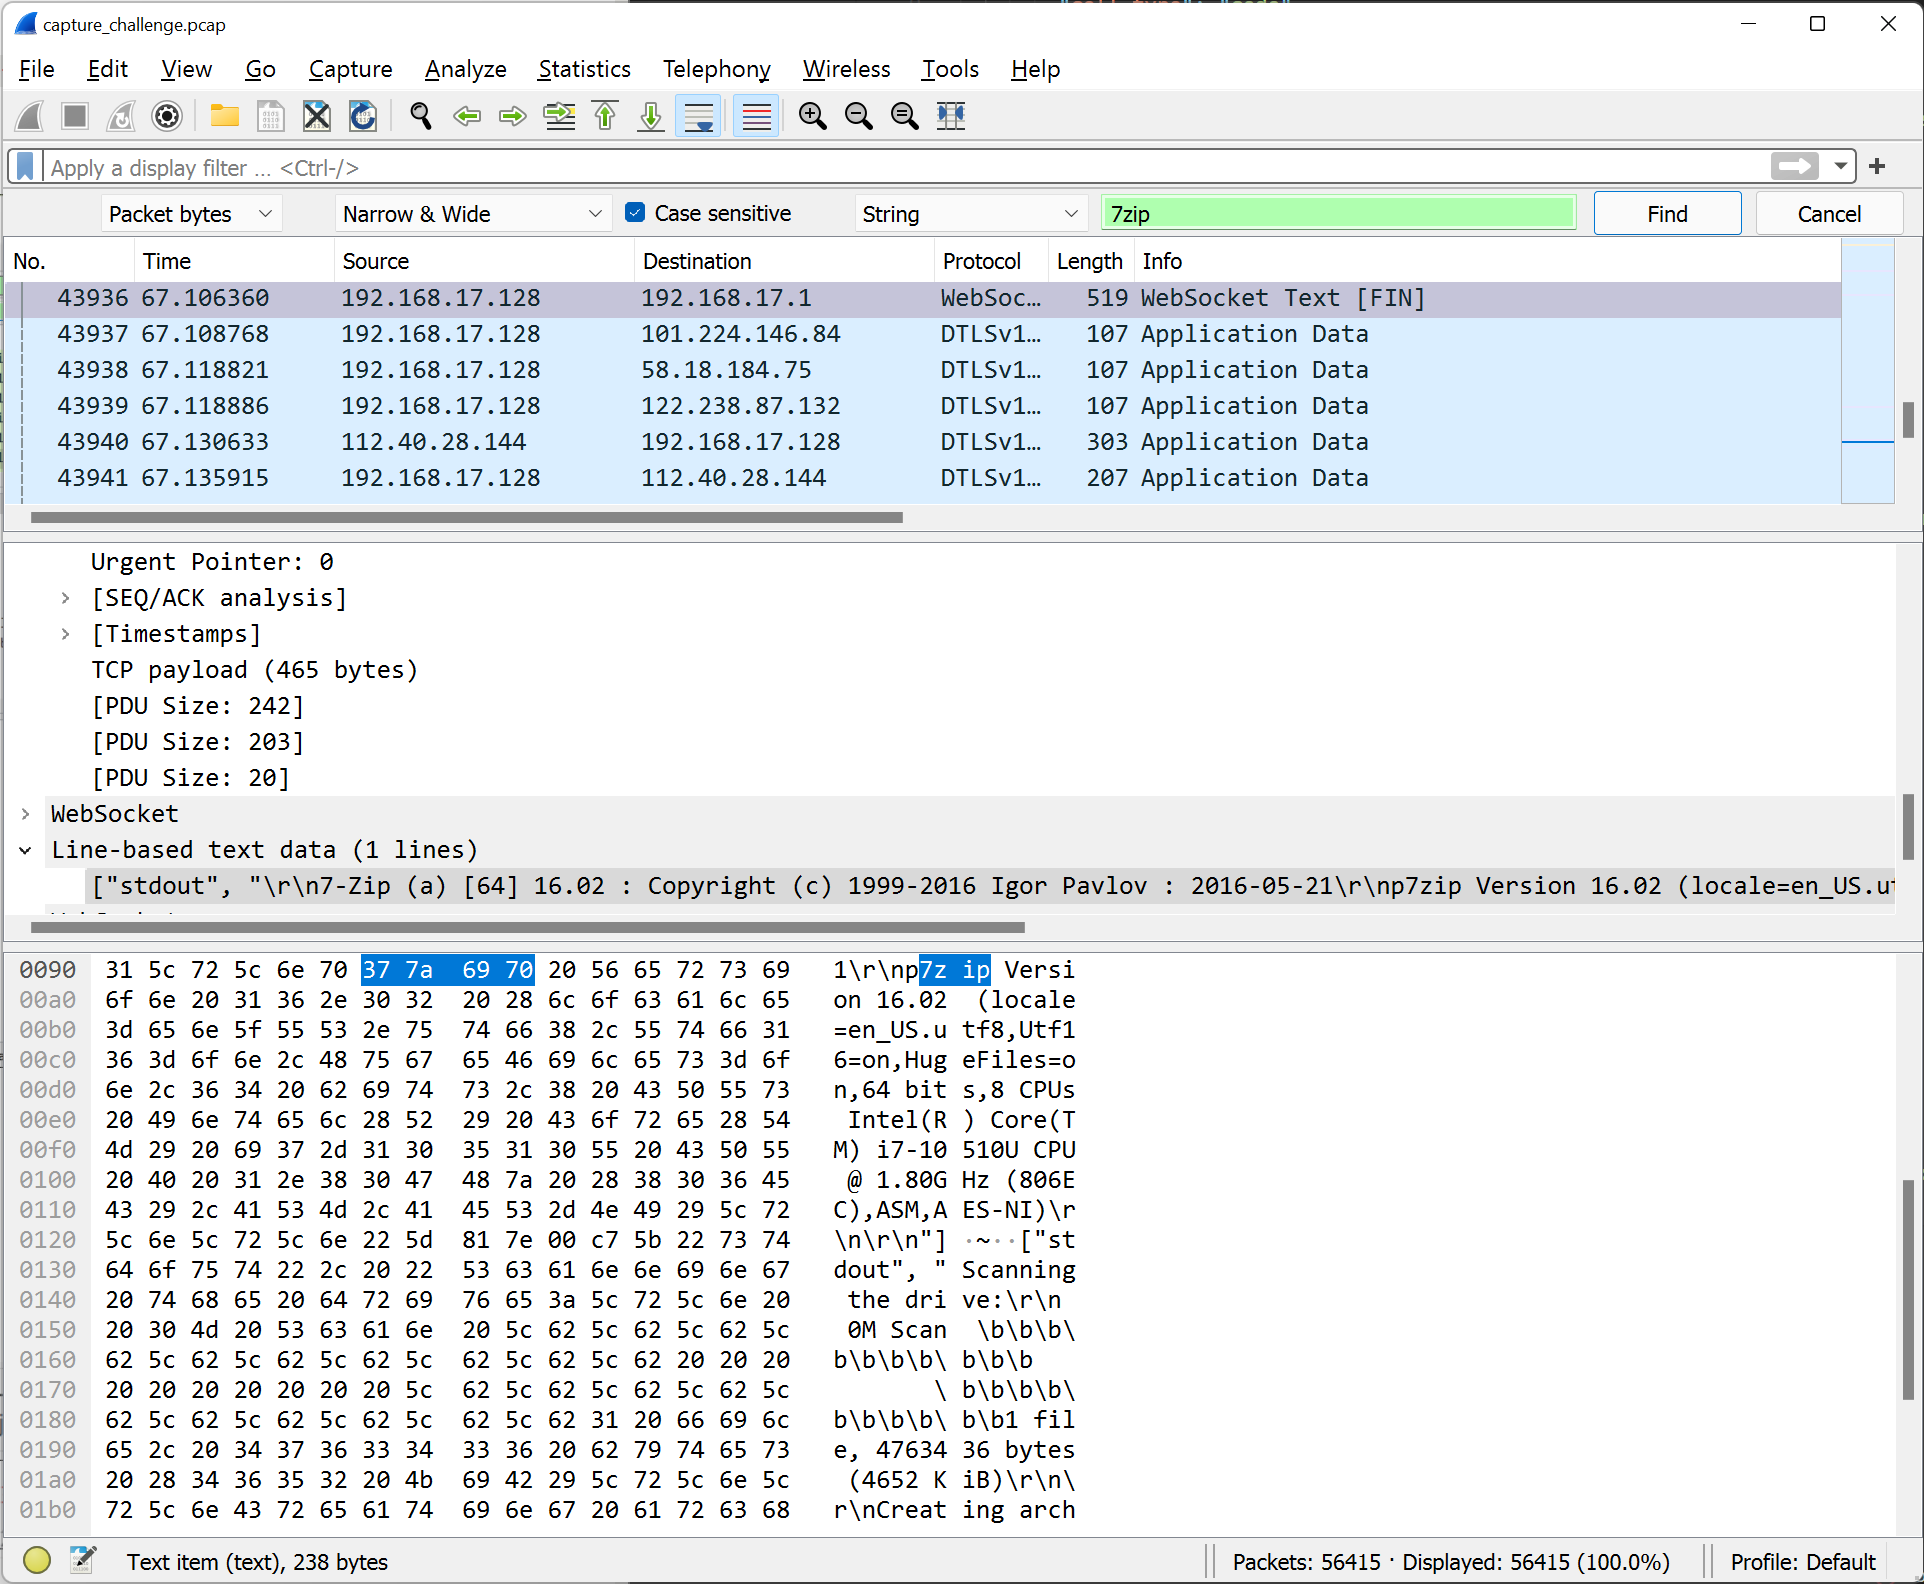 capture_challenge.pcap
File Edit View Go Capture Analyze Statistics Telephony Wireless Tools Help
Apply a display filter … <Ctrl-/>
Packet bytes Narrow & Wide Case sensitive String 7zip Find Cancel
No. Time Source Destination Protocol Length Info
43936 67.106360 192.168.17.128 192.168.17.1 WebSoc… 519 WebSocket Text [FIN]
43937 67.108768 192.168.17.128 101.224.146.84 DTLSv1… 107 Application Data
43938 67.118821 192.168.17.128 58.18.184.75 DTLSv1… 107 Application Data
43939 67.118886 192.168.17.128 122.238.87.132 DTLSv1… 107 Application Data
43940 67.130633 112.40.28.144 192.168.17.128 DTLSv1… 303 Application Data
43941 67.135915 192.168.17.128 112.40.28.144 DTLSv1… 207 Application Data
Urgent Pointer: 0
[SEQ/ACK analysis]
[Timestamps]
TCP payload (465 bytes)
[PDU Size: 242]
[PDU Size: 203]
[PDU Size: 20]
WebSocket
Line-based text data (1 lines)
["stdout", "\r\n7-Zip (a) [64] 16.02 : Copyright (c) 1999-2016 Igor Pavlov : 2016-05-21\r\np7zip Version 16.02 (locale=en_US.ut
0090 31 5c 72 5c 6e 70 37 7a 69 70 20 56 65 72 73 69 1\r\np7z ip Versi
00a0 6f 6e 20 31 36 2e 30 32 20 28 6c 6f 63 61 6c 65 on 16.02 (locale
00b0 3d 65 6e 5f 55 53 2e 75 74 66 38 2c 55 74 66 31 =en_US.u tf8,Utf1
00c0 36 3d 6f 6e 2c 48 75 67 65 46 69 6c 65 73 3d 6f 6=on,Hug eFiles=o
00d0 6e 2c 36 34 20 62 69 74 73 2c 38 20 43 50 55 73 n,64 bit s,8 CPUs
00e0 20 49 6e 74 65 6c 28 52 29 20 43 6f 72 65 28 54 Intel(R ) Core(T
00f0 4d 29 20 69 37 2d 31 30 35 31 30 55 20 43 50 55 M) i7-10 510U CPU
0100 20 40 20 31 2e 38 30 47 48 7a 20 28 38 30 36 45 @ 1.80G Hz (806E
0110 43 29 2c 41 53 4d 2c 41 45 53 2d 4e 49 29 5c 72 C),ASM,A ES-NI)\r
0120 5c 6e 5c 72 5c 6e 22 5d 81 7e 00 c7 5b 22 73 74 \n\r\n"] ·~··["st
0130 64 6f 75 74 22 2c 20 22 53 63 61 6e 6e 69 6e 67 dout", " Scanning
0140 20 74 68 65 20 64 72 69 76 65 3a 5c 72 5c 6e 20 the dri ve:\r\n
0150 20 30 4d 20 53 63 61 6e 20 5c 62 5c 62 5c 62 5c 0M Scan \b\b\b\
0160 62 5c 62 5c 62 5c 62 5c 62 5c 62 5c 62 20 20 20 b\b\b\b\ b\b\b
0170 20 20 20 20 20 20 20 5c 62 5c 62 5c 62 5c 62 5c \ b\b\b\b\
0180 62 5c 62 5c 62 5c 62 5c 62 5c 62 31 20 66 69 6c b\b\b\b\ b\b1 fil
0190 65 2c 20 34 37 36 33 34 33 36 20 62 79 74 65 73 e, 47634 36 bytes
01a0 20 28 34 36 35 32 20 4b 69 42 29 5c 72 5c 6e 5c (4652 K iB)\r\n\
01b0 72 5c 6e 43 72 65 61 74 69 6e 67 20 61 72 63 68 r\nCreat ing arch
Text item (text), 238 bytes Packets: 56415 · Displayed: 56415 (100.0%) Profile: Default